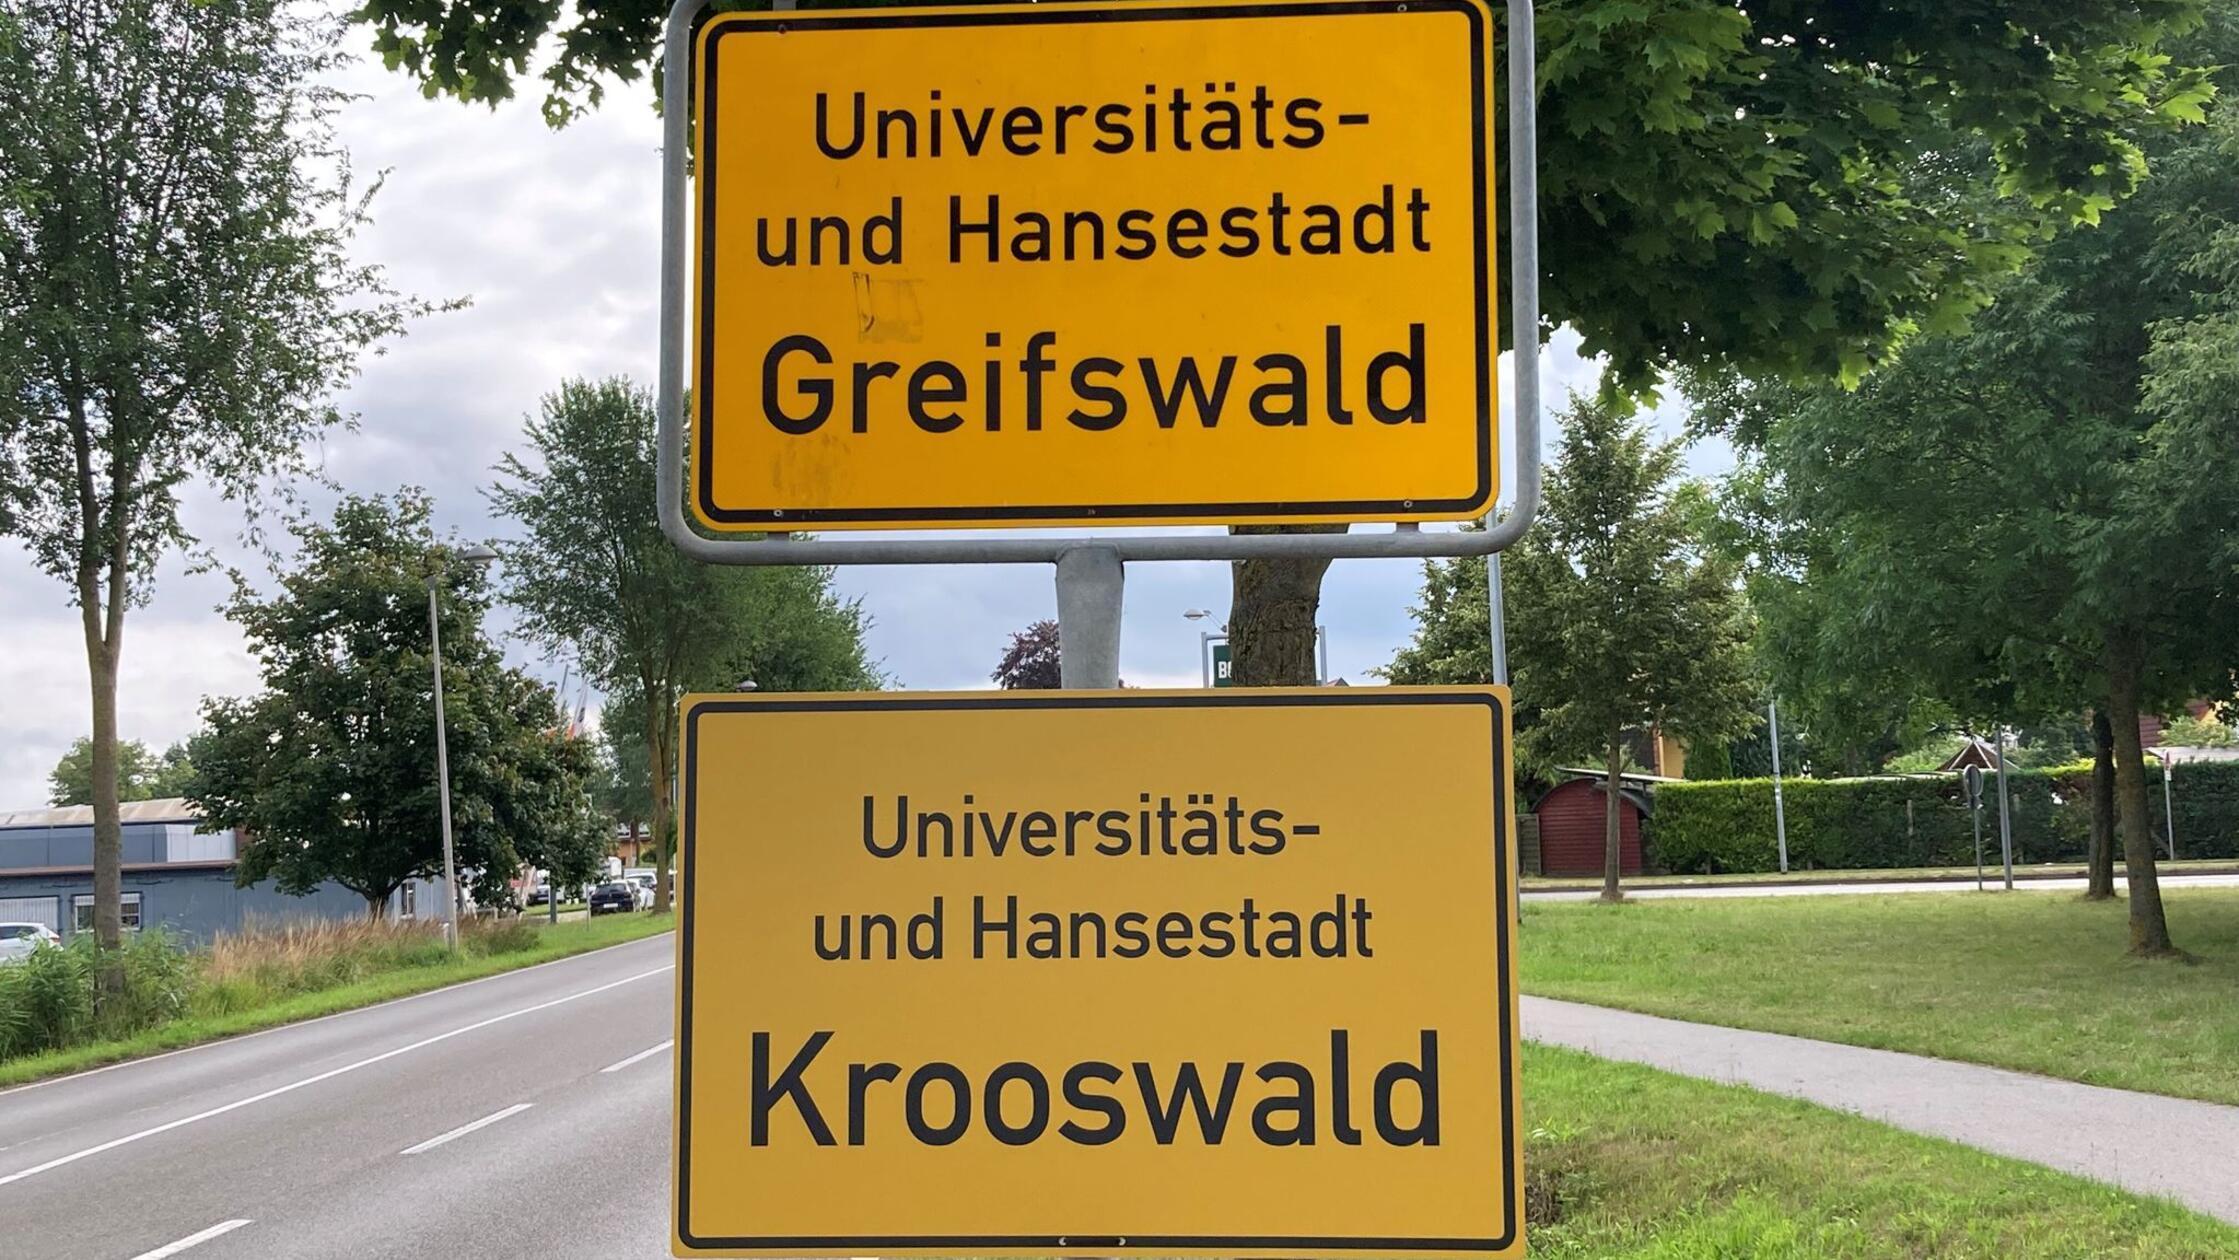 Universitäts-
und Hansestadt
Greifswald
Universitäts-
und Hansestadt
Krooswald